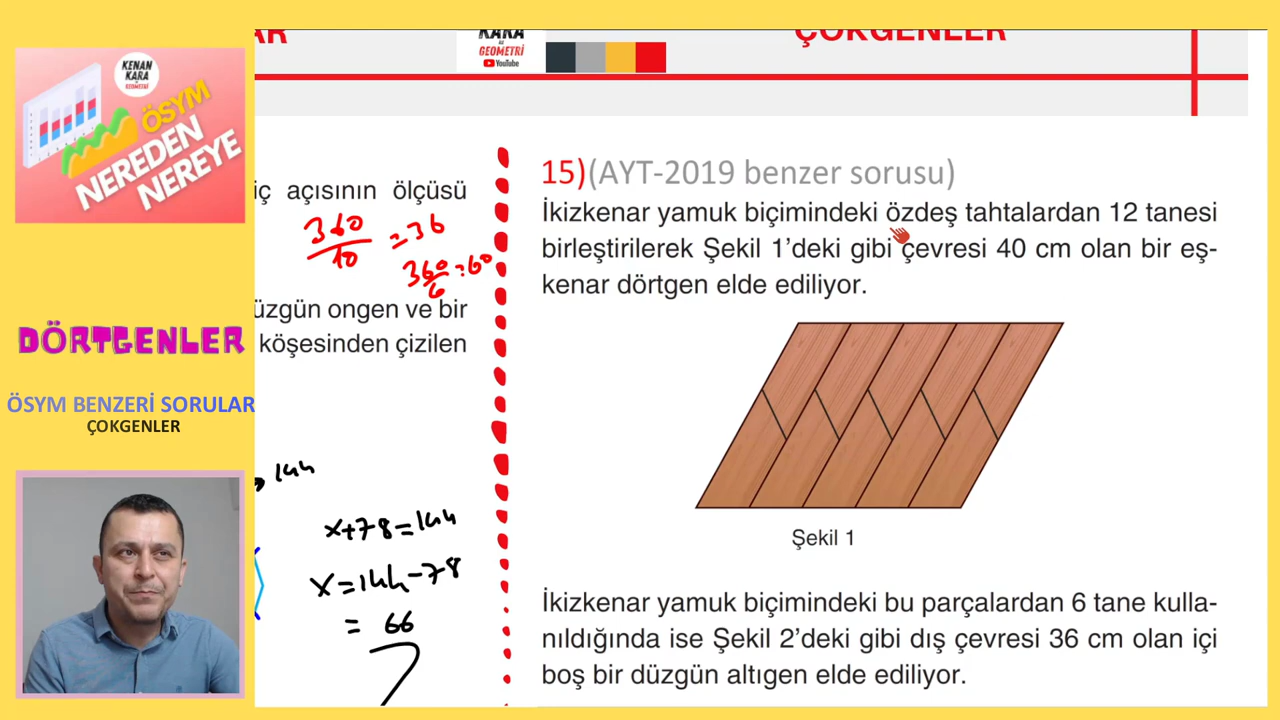 AR
KARA
GEOMETRİ
YouTube
ÇOKGENLER
KENAN
KARA
GEOMETRİ
ÖSYM
NEREDEN
NEREYE
DÖRTGENLER
ÖSYM BENZERİ SORULAR
ÇOKGENLER
iç açısının ölçüsü
360/10 = 36
360/6 = 60
üzgün ongen ve bir
köşesinden çizilen
144
x+78=144
x=144-78
= 66
15)(AYT-2019 benzer sorusu)
İkizkenar yamuk biçimindeki özdeş tahtalardan 12 tanesi
birleştirilerek Şekil 1’deki gibi çevresi 40 cm olan bir eş-
kenar dörtgen elde ediliyor.
Şekil 1
İkizkenar yamuk biçimindeki bu parçalardan 6 tane kulla-
nıldığında ise Şekil 2’deki gibi dış çevresi 36 cm olan içi
boş bir düzgün altıgen elde ediliyor.